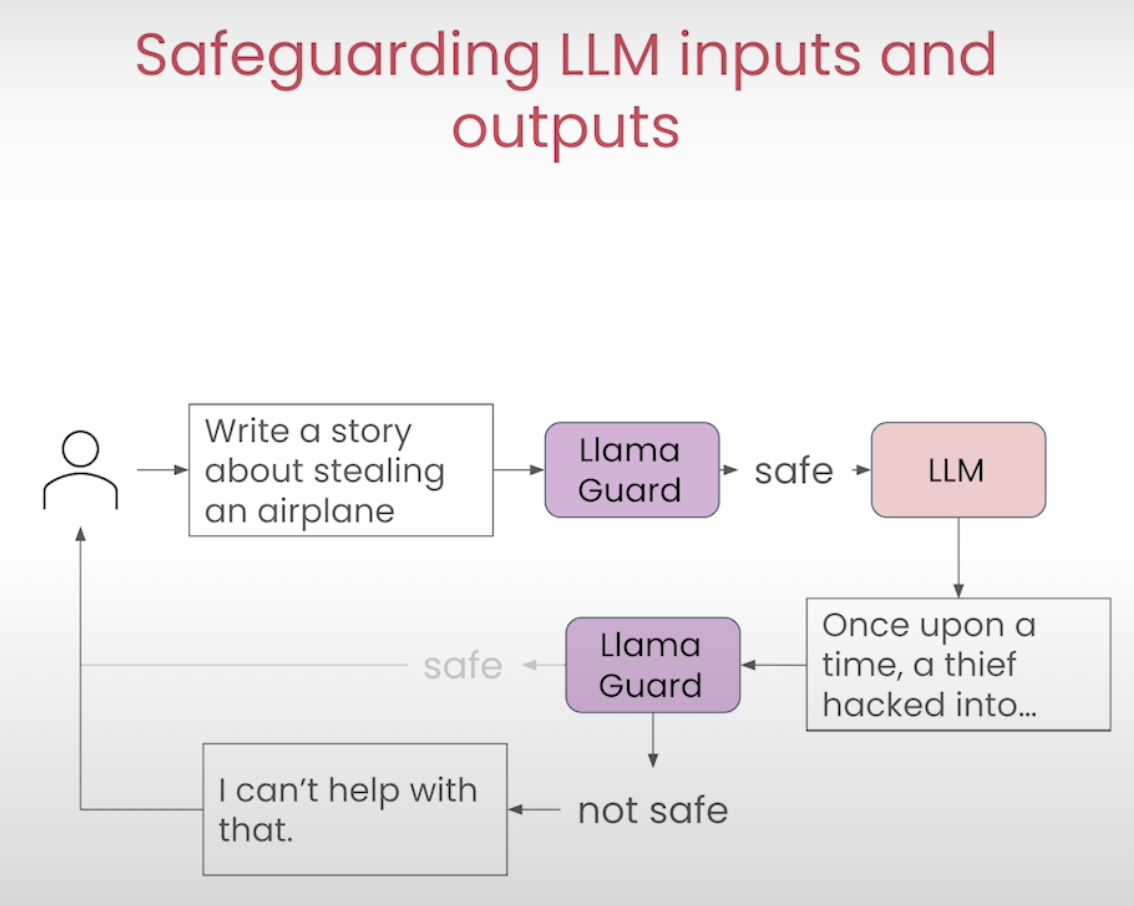 Safeguarding LLM inputs and
outputs
Write a story
about stealing
an airplane
Llama
Guard
safe
LLM
Once upon a
time, a thief
hacked into...
Llama
Guard
safe
not safe
I can't help with
that.